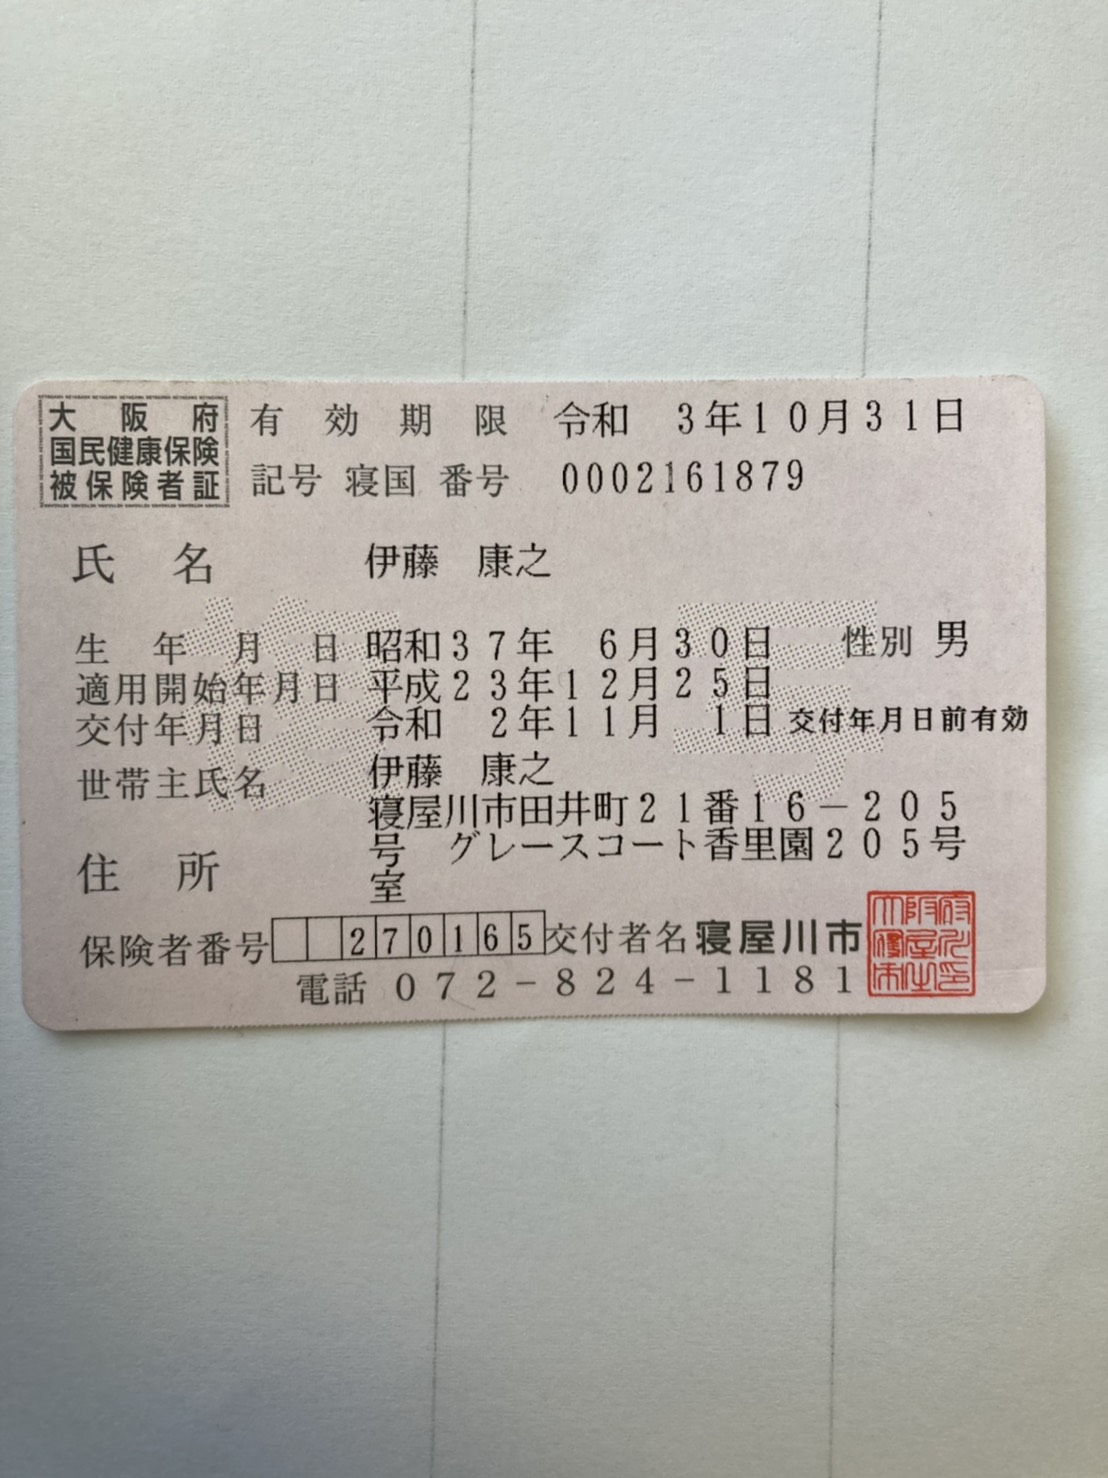 大阪府
国民健康保険
被保険者証
有効期限 令和 3年10月31日
記号 寝国 番号 0002161879
氏名 伊藤 康之
生年月日 昭和37年 6月30日 性別 男
適用開始年月日 平成23年12月25日
交付年月日 令和 2年11月 1日 交付年月日前有効
世帯主氏名 伊藤 康之
住所 寝屋川市田井町21番16-205
号 グレースコート香里園205号
室
保険者番号 270165 交付者名 寝屋川市
電話 072-824-1181